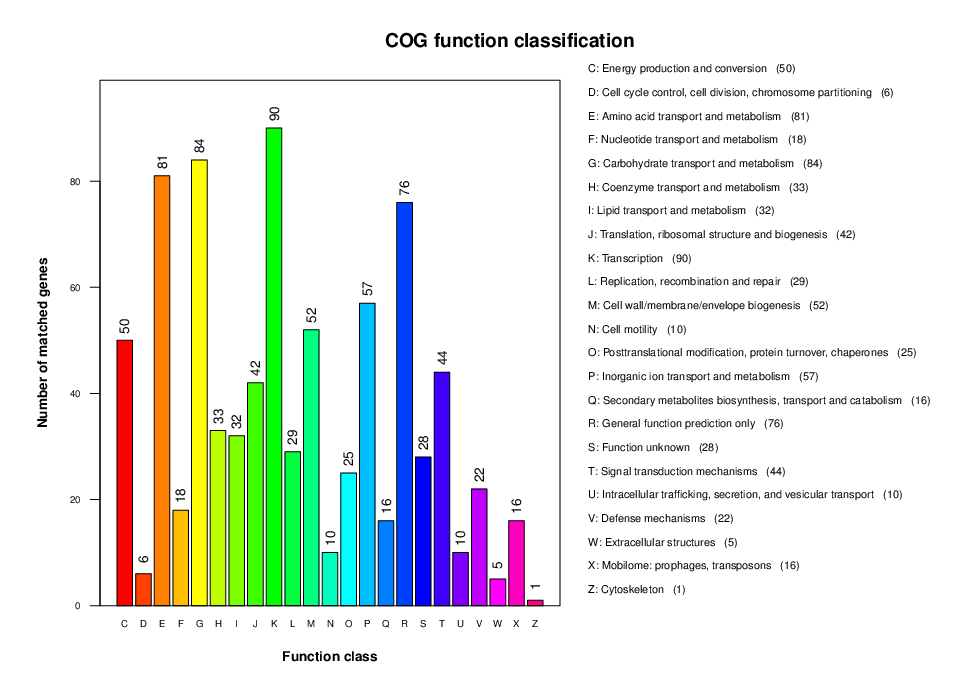 COG function classification
C: Energy production and conversion (50)
D: Cell cycle control, cell division, chromosome partitioning (6)
E: Amino acid transport and metabolism (81)
F: Nucleotide transport and metabolism (18)
G: Carbohydrate transport and metabolism (84)
H: Coenzyme transport and metabolism (33)
I: Lipid transport and metabolism (32)
J: Translation, ribosomal structure and biogenesis (42)
K: Transcription (90)
L: Replication, recombination and repair (29)
M: Cell wall/membrane/envelope biogenesis (52)
N: Cell motility (10)
O: Posttranslational modification, protein turnover, chaperones (25)
P: Inorganic ion transport and metabolism (57)
Q: Secondary metabolites biosynthesis, transport and catabolism (16)
R: General function prediction only (76)
S: Function unknown (28)
T: Signal transduction mechanisms (44)
U: Intracellular trafficking, secretion, and vesicular transport (10)
V: Defense mechanisms (22)
W: Extracellular structures (5)
X: Mobilome: prophages, transposons (16)
Z: Cytoskeleton (1)
Number of matched genes
80
60
40
20
0
50 6 81 18 84 33 32 42 90 29 52 10 25 57 16 76 28 44 10 22 5 16 1
C D E F G H I J K L M N O P Q R S T U V W X Z
Function class